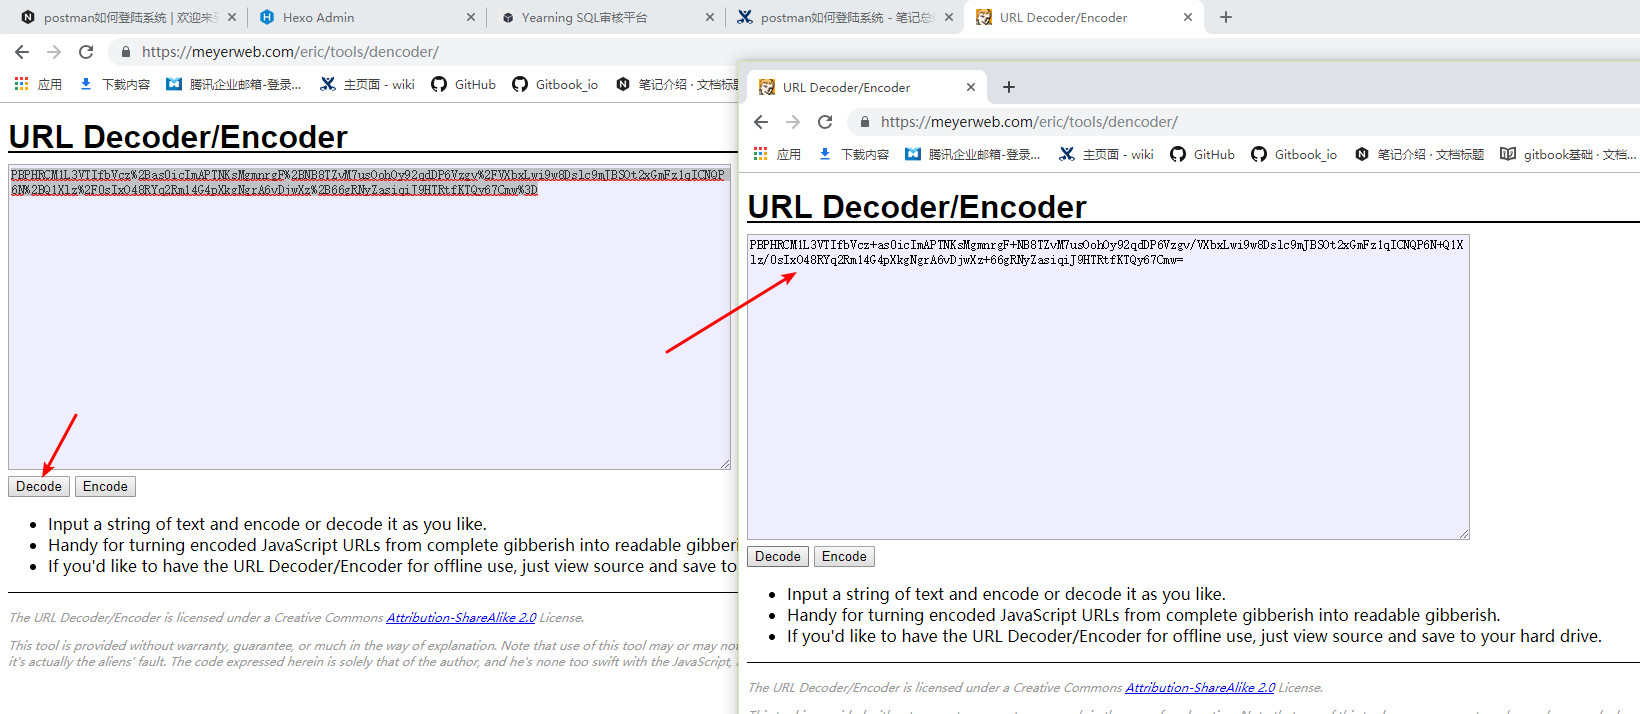 postman如何登陆系统 | 欢迎来到
Hexo Admin
Yearning SQL审核平台
postman如何登陆系统 - 笔记总
URL Decoder/Encoder
https://meyerweb.com/eric/tools/dencoder/
应用 下载内容 腾讯企业邮箱-登录... 主页面 - wiki GitHub Gitbook_io 笔记介绍 · 文档标题
URL Decoder/Encoder
PBPHRCM1L3VTIfbVcz%2Bas0icImAPTNKsMgmnrgF%2BNB8TZvM7usOohOy92qdDP6Vzgv%2FVXbxLwi9w8Dslc9mJBSOt2xGmFz1qICNQP
6N%2BQ1Xlz%2F0sIxO48RYq2Rm14G4pXkgNgrA6vDjwXz%2B66gRNyZasiqiJ9HTRtfKTQy67Cmw%3D
Decode Encode
Input a string of text and encode or decode it as you like.
Handy for turning encoded JavaScript URLs from complete gibberish into readable gibberi
If you'd like to have the URL Decoder/Encoder for offline use, just view source and save to
The URL Decoder/Encoder is licensed under a Creative Commons Attribution-ShareAlike 2.0 License.
This tool is provided without warranty, guarantee, or much in the way of explanation. Note that use of this tool may or may not
it's actually the aliens' fault. The code expressed herein is solely that of the author, and he's none too swift with the JavaScript,
URL Decoder/Encoder
https://meyerweb.com/eric/tools/dencoder/
应用 下载内容 腾讯企业邮箱-登录... 主页面 - wiki GitHub Gitbook_io 笔记介绍 · 文档标题 gitbook基础 · 文档...
URL Decoder/Encoder
PBPHRCM1L3VTIfbVcz+as0icImAPTNKsMgmnrgF+NB8TZvM7usOohOy92qdDP6Vzgv/VXbxLwi9w8Dslc9mJBSOt2xGmFz1qICNQP6N+Q1X
lz/0sIxO48RYq2Rm14G4pXkgNgrA6vDjwXz+66gRNyZasiqiJ9HTRtfKTQy67Cmw=
Decode Encode
Input a string of text and encode or decode it as you like.
Handy for turning encoded JavaScript URLs from complete gibberish into readable gibberish.
If you'd like to have the URL Decoder/Encoder for offline use, just view source and save to your hard drive.
The URL Decoder/Encoder is licensed under a Creative Commons Attribution-ShareAlike 2.0 License.